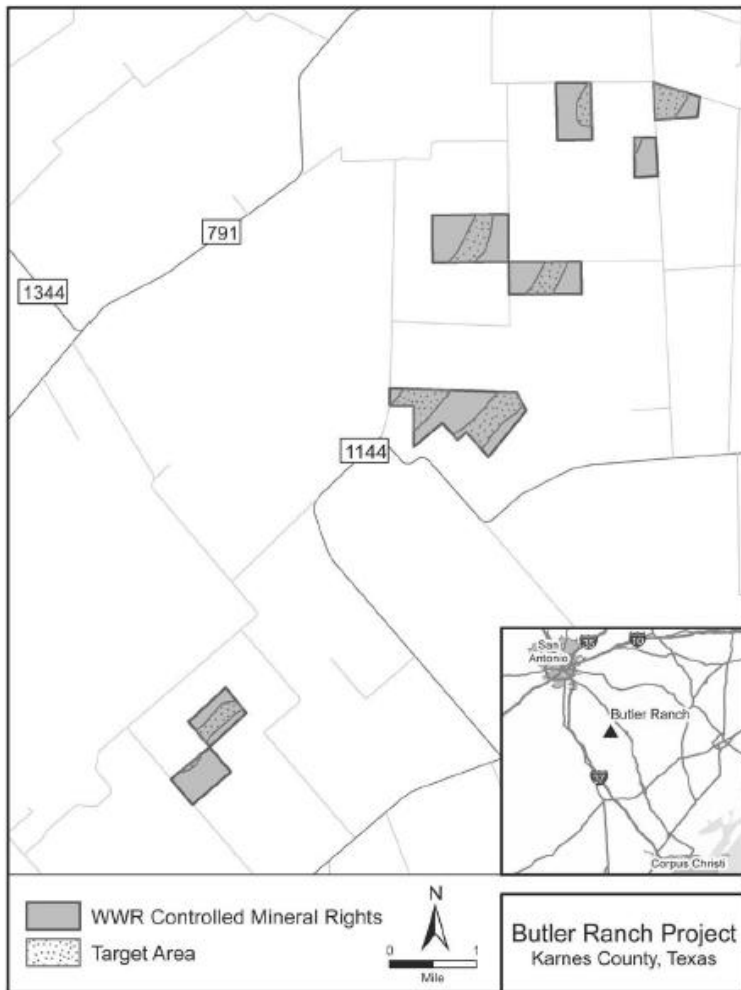 791
1344
1144
San
Antonio
35
10
Butler Ranch
37
Corpus Christi
WWR Controlled Mineral Rights
Target Area
N
0 1
Mile
Butler Ranch Project
Karnes County, Texas